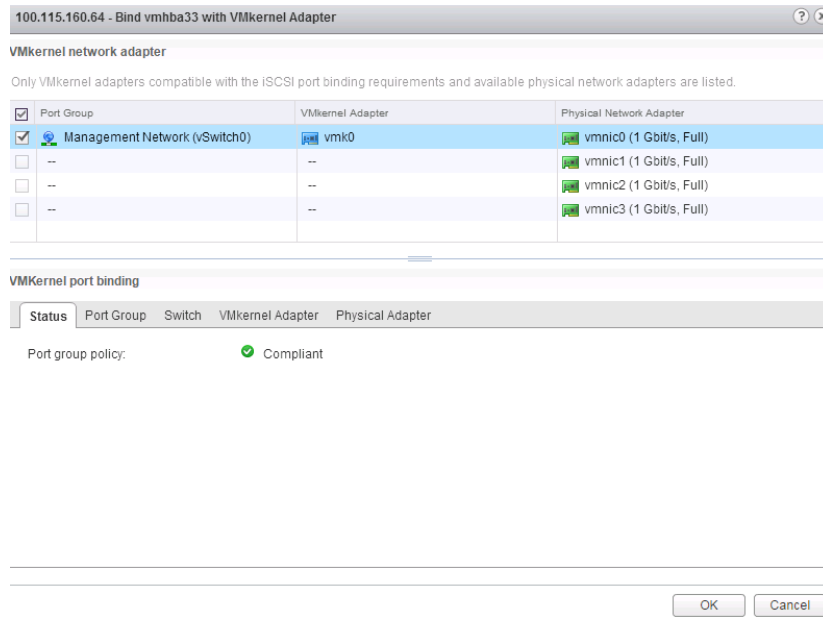 100.115.160.64 - Bind vmhba33 with VMkernel Adapter ?
VMkernel network adapter
Only VMkernel adapters compatible with the iSCSI port binding requirements and available physical network adapters are listed.
Port Group VMkernel Adapter Physical Network Adapter
Management Network (vSwitch0) vmk0 vmnic0 (1 Gbit/s, Full)
-- -- vmnic1 (1 Gbit/s, Full)
-- -- vmnic2 (1 Gbit/s, Full)
-- -- vmnic3 (1 Gbit/s, Full)
VMKernel port binding
Status Port Group Switch VMkernel Adapter Physical Adapter
Port group policy: Compliant
OK Cancel